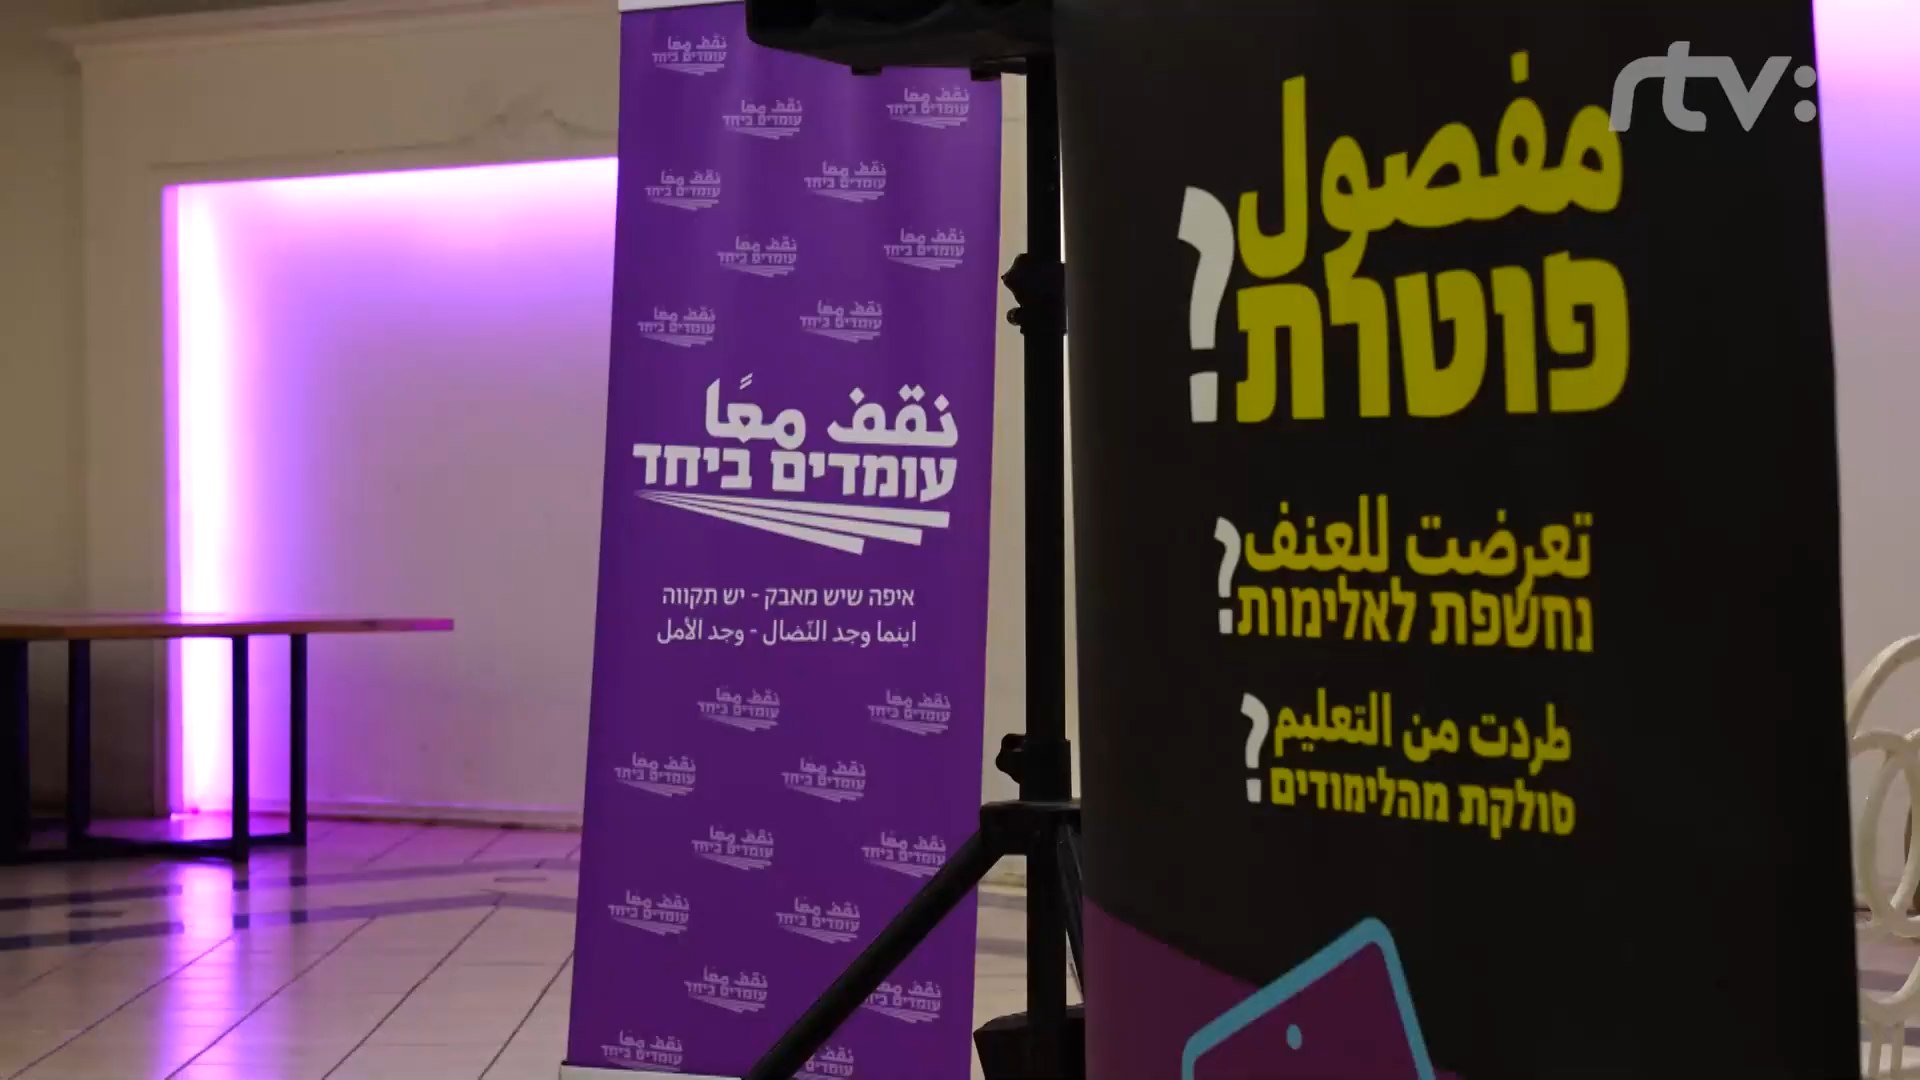 نقف معًا
עומדים ביחד
איפה שיש מאבק - יש תקווה
اينما وجد النّضال - وجد الأمل
مفصول
פוטרת?
تعرضت للعنف
נחשפת לאלימות?
طردت من التعليم
סולקת מהלימודים?
rtv: